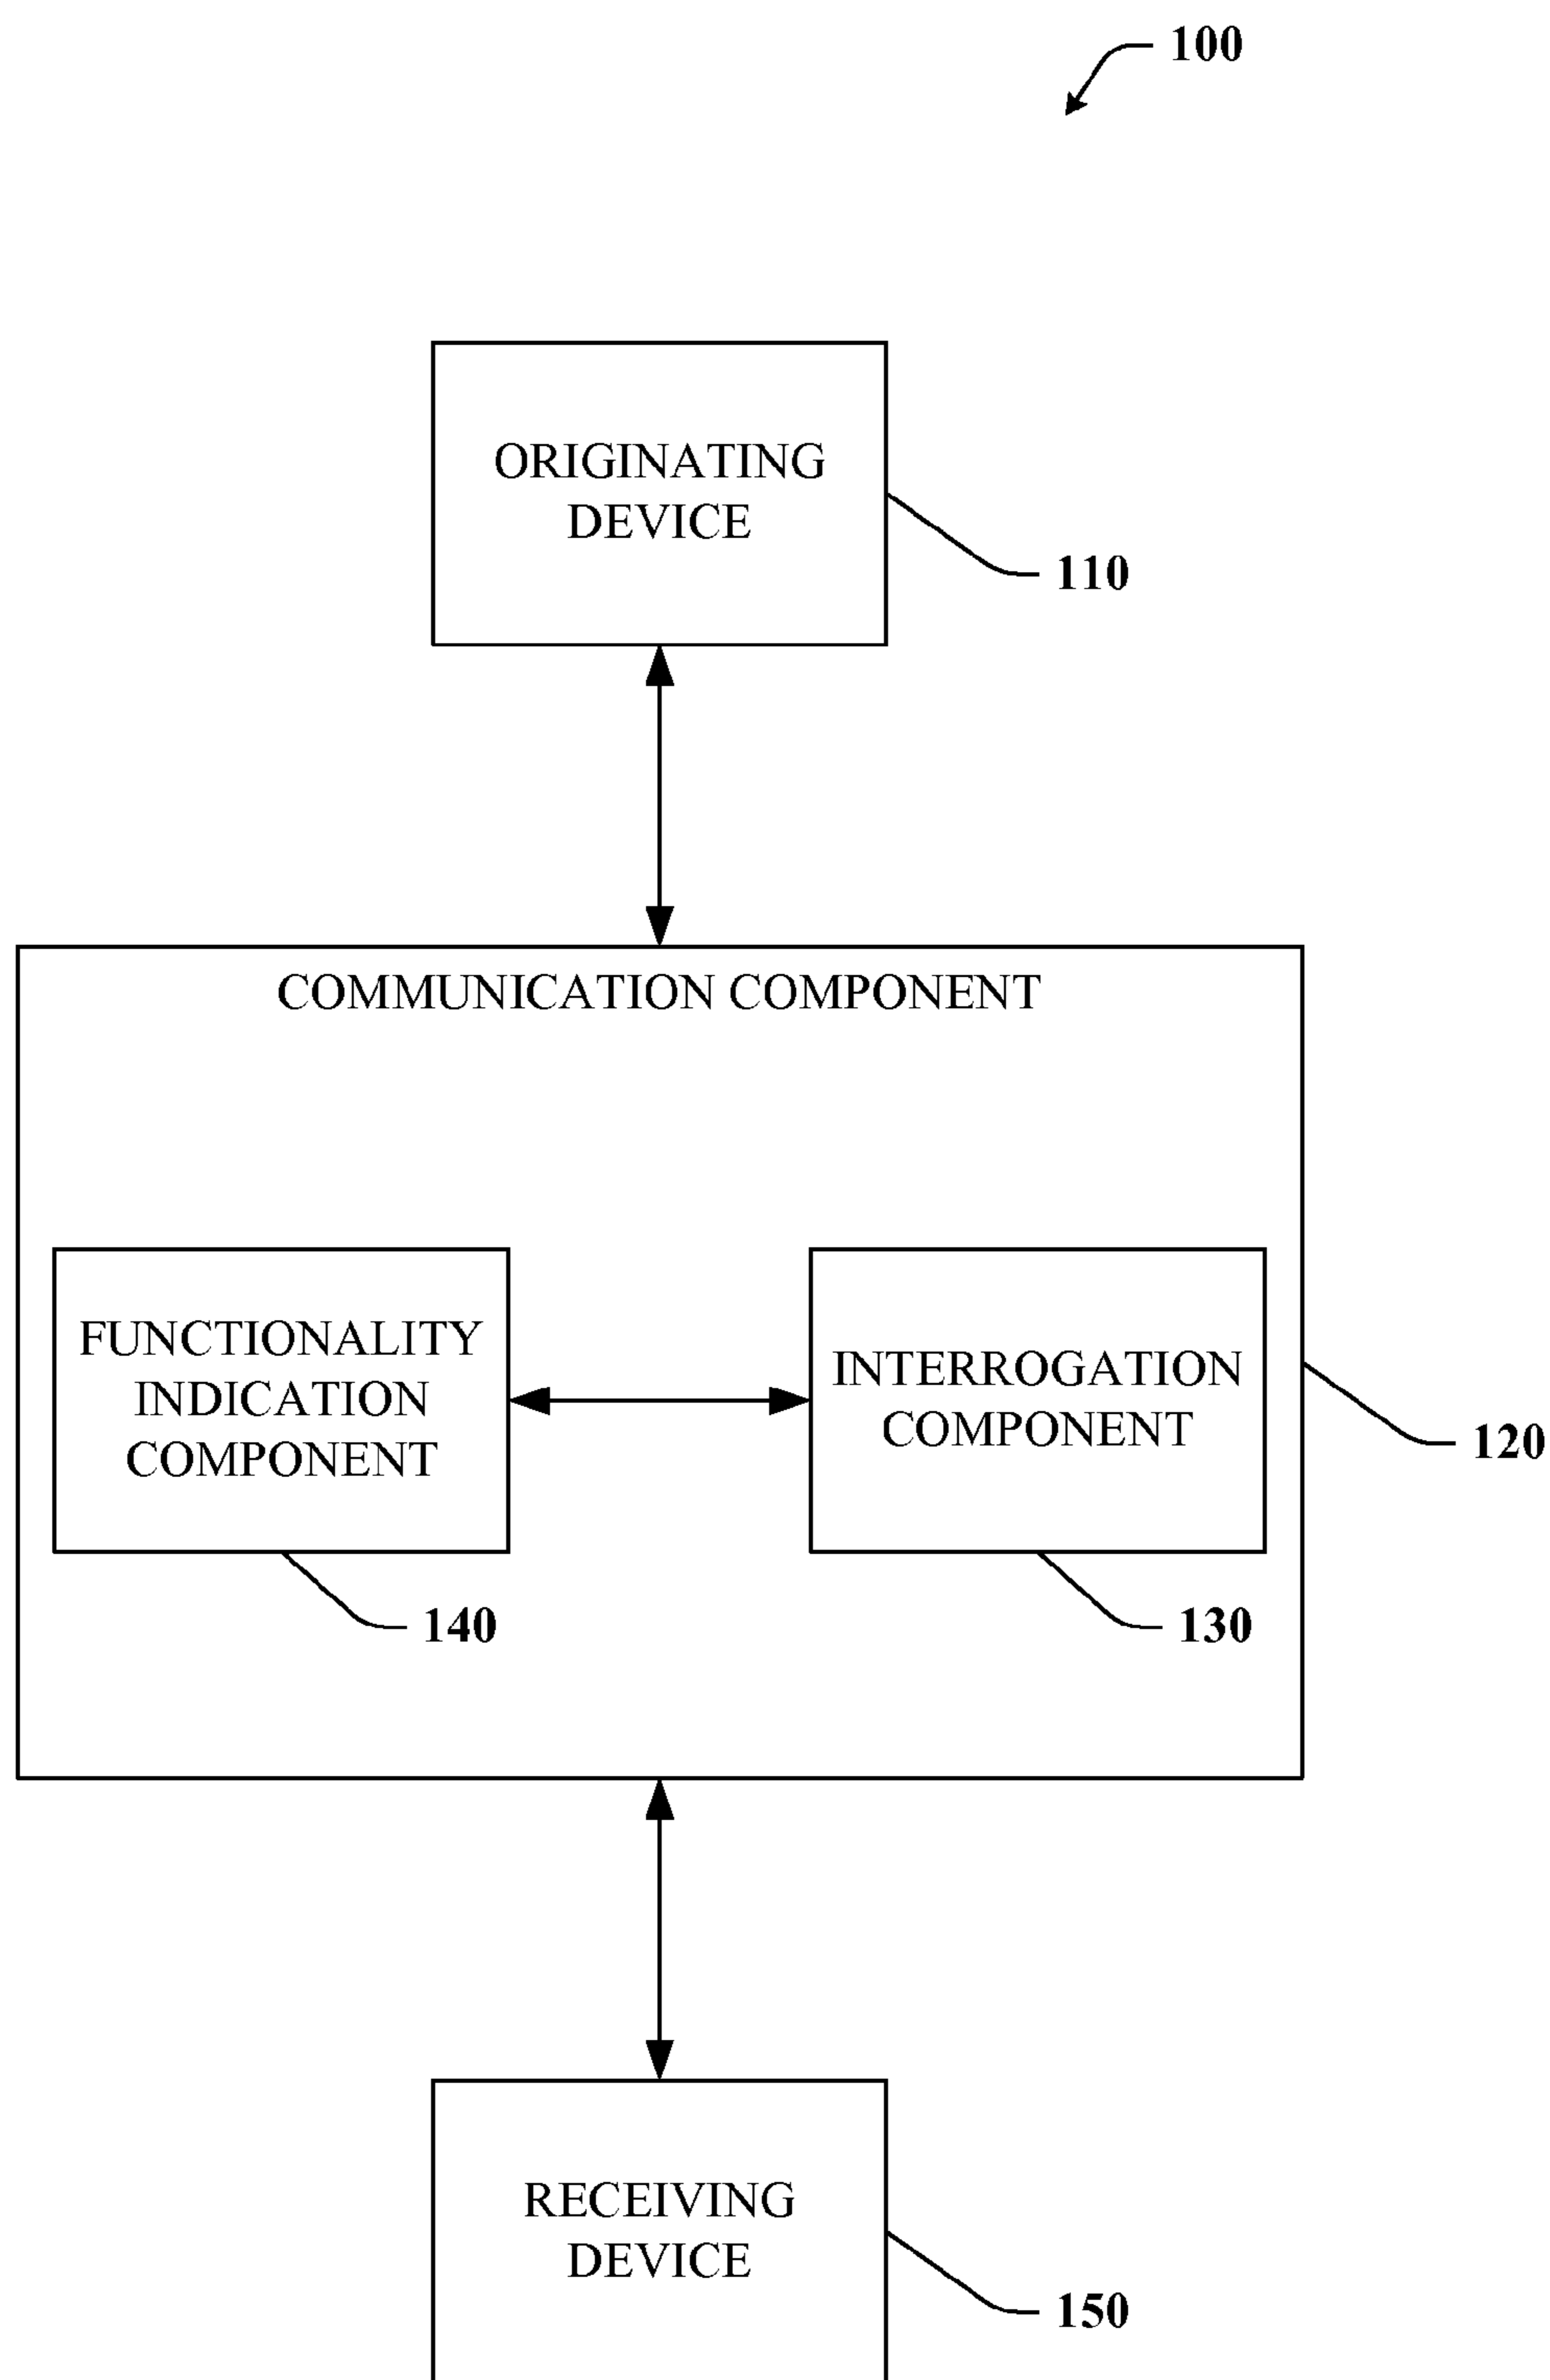 100
ORIGINATING
DEVICE
110
COMMUNICATION COMPONENT
FUNCTIONALITY
INDICATION
COMPONENT
INTERROGATION
COMPONENT
120
140
130
RECEIVING
DEVICE
150